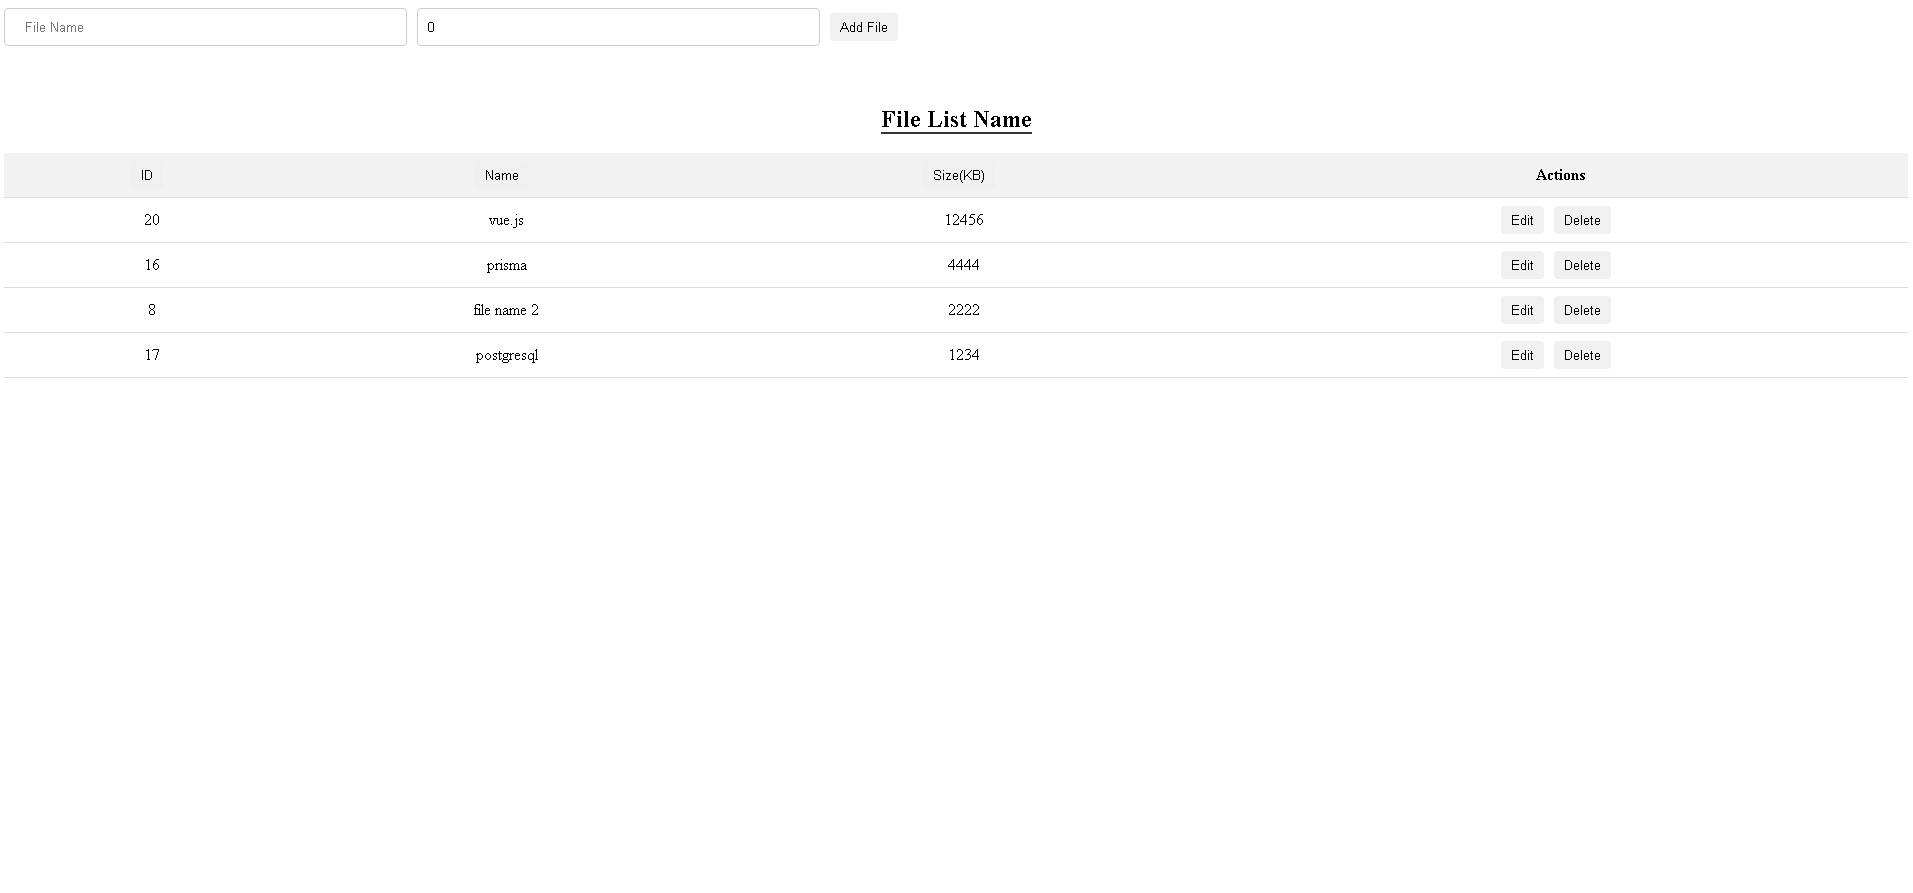 File Name 0 Add File
File List Name
ID Name Size(KB) Actions
20 vue.js 12456 Edit Delete
16 prisma 4444 Edit Delete
8 file name 2 2222 Edit Delete
17 postgresql 1234 Edit Delete